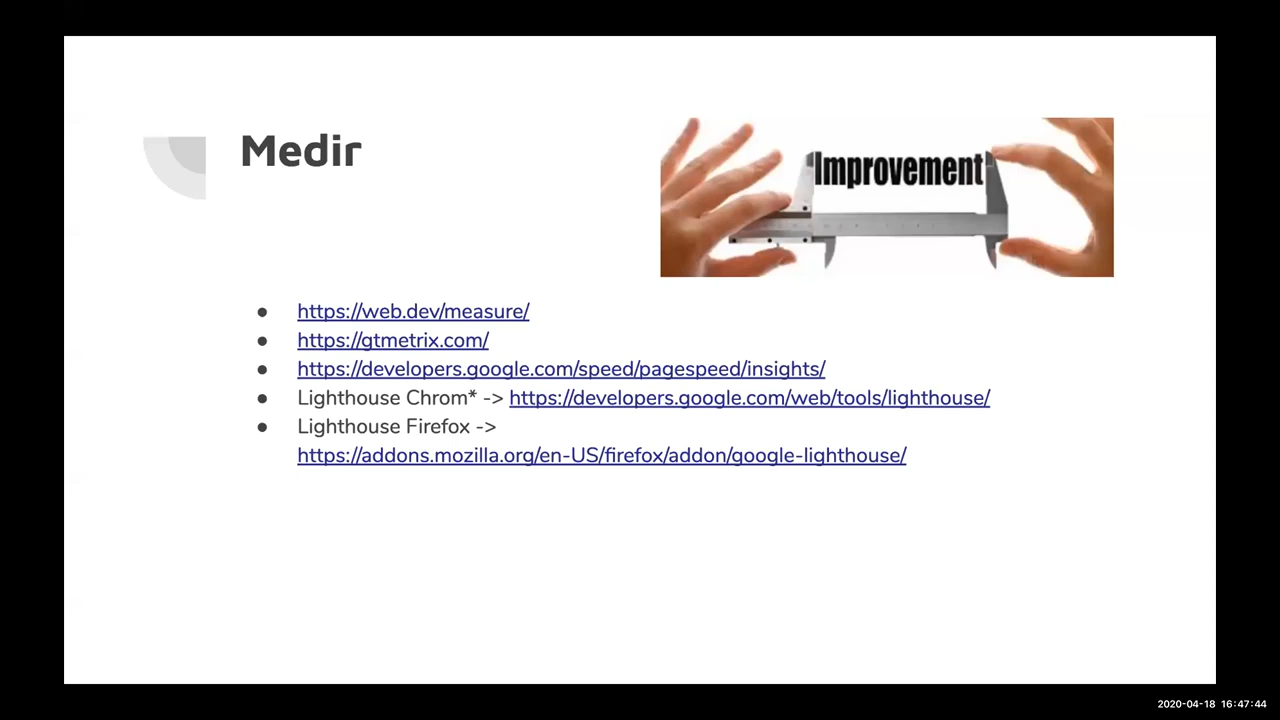 Medir
Improvement
https://web.dev/measure/
https://gtmetrix.com/
https://developers.google.com/speed/pagespeed/insights/
Lighthouse Chrom* -> https://developers.google.com/web/tools/lighthouse/
Lighthouse Firefox ->
https://addons.mozilla.org/en-US/firefox/addon/google-lighthouse/
2020-04-18 16:47:44